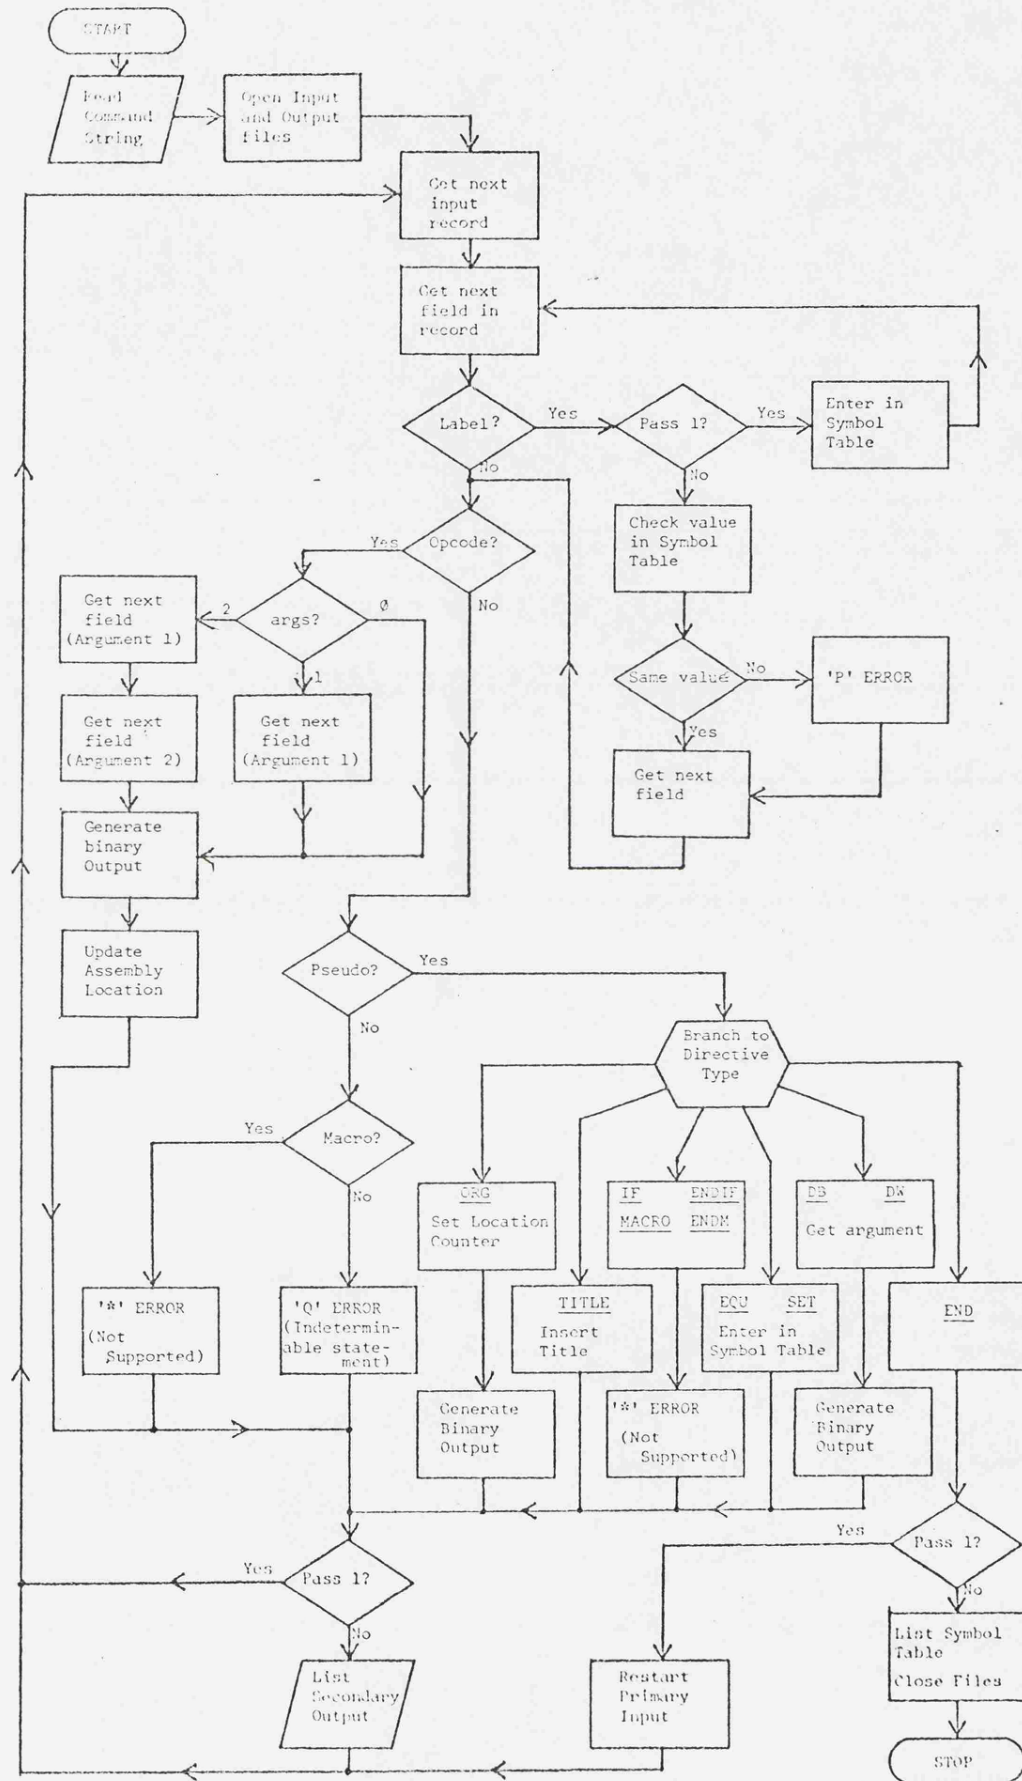 START
Read
Command
String
Open Input
and Output
files
Get next
input
record
Get next
field in
record
Label?
Yes
Pass 1?
Yes
Enter in
Symbol
Table
No
No
Check value
in Symbol
Table
Opcode?
Yes
No
Get next
field
(Argument 1)
2
args?
Ø
1
Same value
No
'P' ERROR
Yes
Get next
field
(Argument 2)
Get next
field
(Argument 1)
Get next
field
Generate
binary
Output
Update
Assembly
Location
Pseudo?
Yes
No
Branch to
Directive
Type
Macro?
Yes
No
ORG
Set Location
Counter
IF ENDIF
MACRO ENDM
DB DW
Get argument
'*' ERROR
(Not
Supported)
'Q' ERROR
(Indetermin-
able state-
ment)
TITLE
Insert
Title
EQU SET
Enter in
Symbol Table
END
Generate
Binary
Output
'*' ERROR
(Not
Supported)
Generate
Binary
Output
Pass 1?
Yes
No
Pass 1?
Yes
No
List
Secondary
Output
Restart
Primary
Input
List Symbol
Table
Close Files
STOP